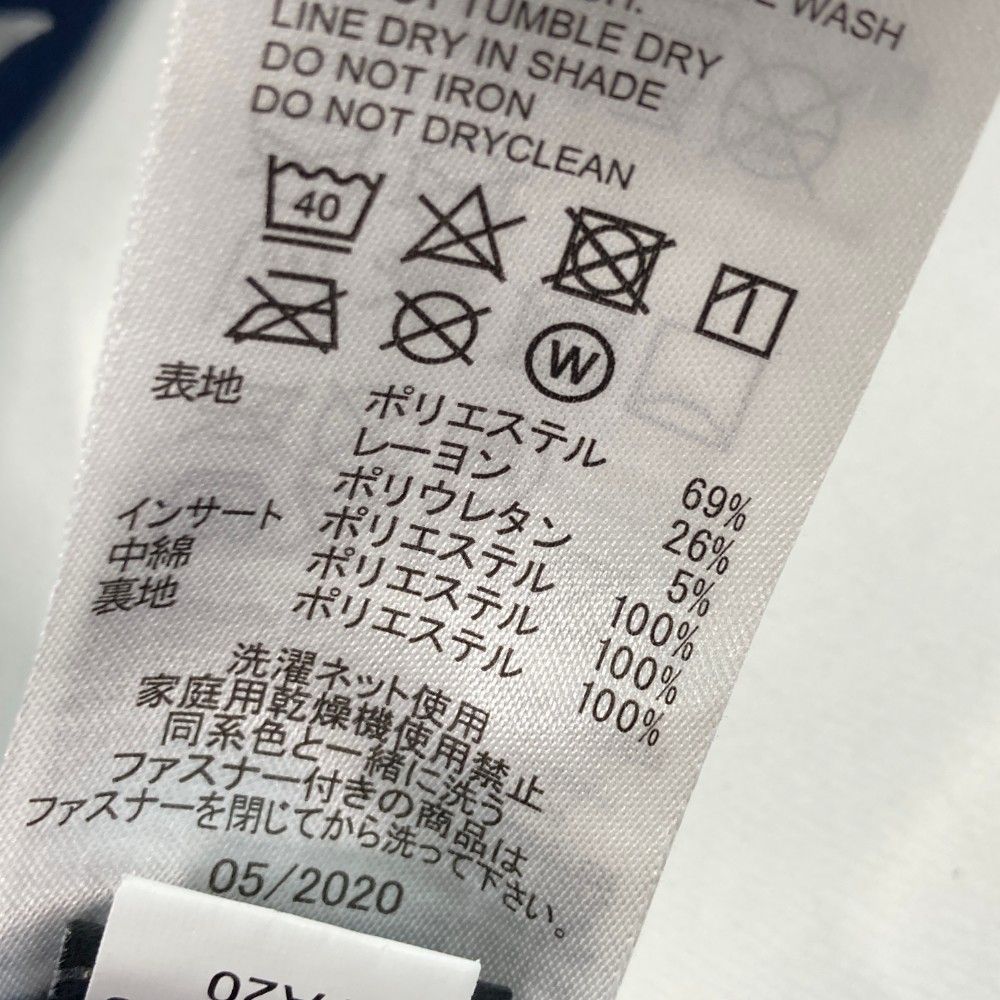 WASH
TUMBLE DRY
LINE DRY IN SHADE
DO NOT IRON
DO NOT DRYCLEAN
40
W
表地 ポリエステル 69%
レーヨン 26%
ポリウレタン 5%
インサート ポリエステル 100%
中綿 ポリエステル 100%
裏地 ポリエステル 100%
洗濯ネット使用
家庭用乾燥機使用禁止
同系色と一緒に洗う
ファスナー付きの商品は
ファスナーを閉じてから洗って下さい。
05/2020